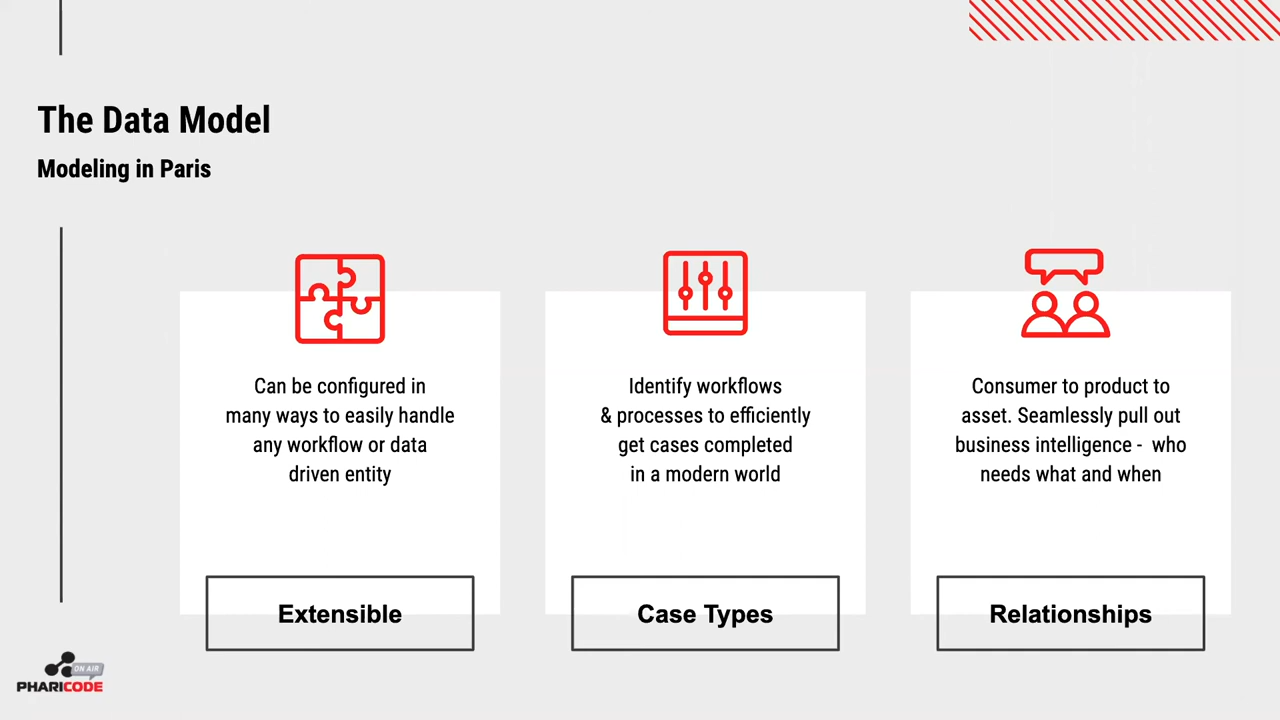 The Data Model
Modeling in Paris
Can be configured in
many ways to easily handle
any workflow or data
driven entity
Extensible
Identify workflows
& processes to efficiently
get cases completed
in a modern world
Case Types
Consumer to product to
asset. Seamlessly pull out
business intelligence - who
needs what and when
Relationships
ON AIR
PHARICODE